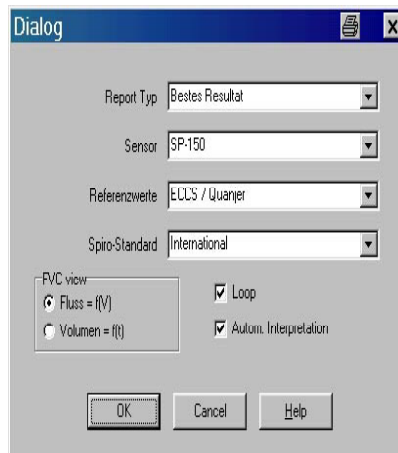 Dialog
Report Typ Bestes Resultat
Sensor SP-150
Referenzwerte ECCS / Quanjer
Spiro-Standard International
FVC view
Fluss = f(V)
Volumen = f(t)
Loop
Autom. Interpretation
OK Cancel Help